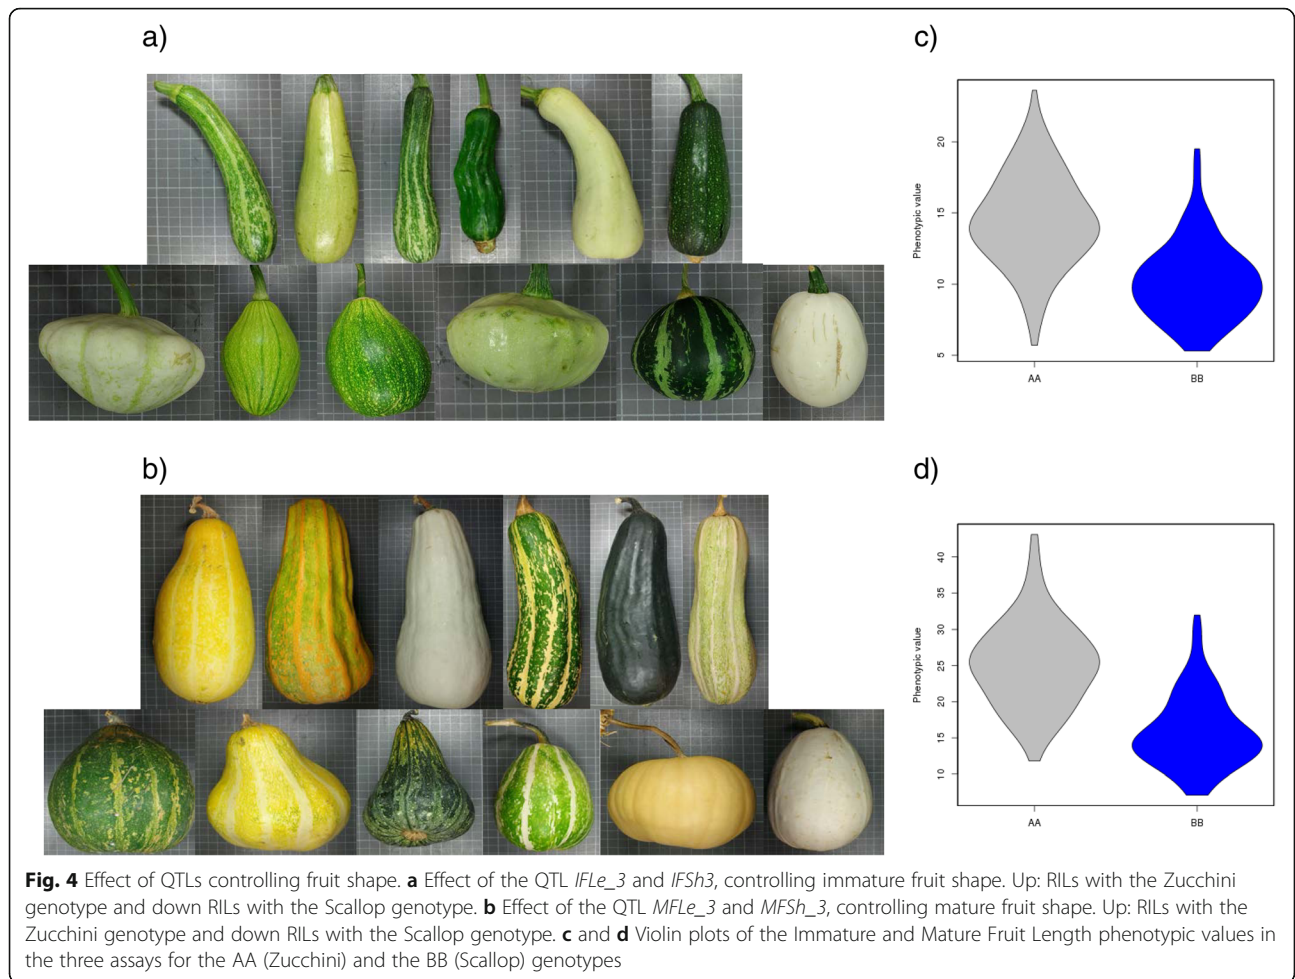 a)
c)
Phenotypic value
20
15
10
5
AA
BB
b)
d)
Phenotypic value
40
35
30
25
20
15
10
AA
BB
Fig. 4 Effect of QTLs controlling fruit shape. a Effect of the QTL IFLe_3 and IFSh3, controlling immature fruit shape. Up: RILs with the Zucchini
genotype and down RILs with the Scallop genotype. b Effect of the QTL MFLe_3 and MFSh_3, controlling mature fruit shape. Up: RILs with the
Zucchini genotype and down RILs with the Scallop genotype. c and d Violin plots of the Immature and Mature Fruit Length phenotypic values in
the three assays for the AA (Zucchini) and the BB (Scallop) genotypes